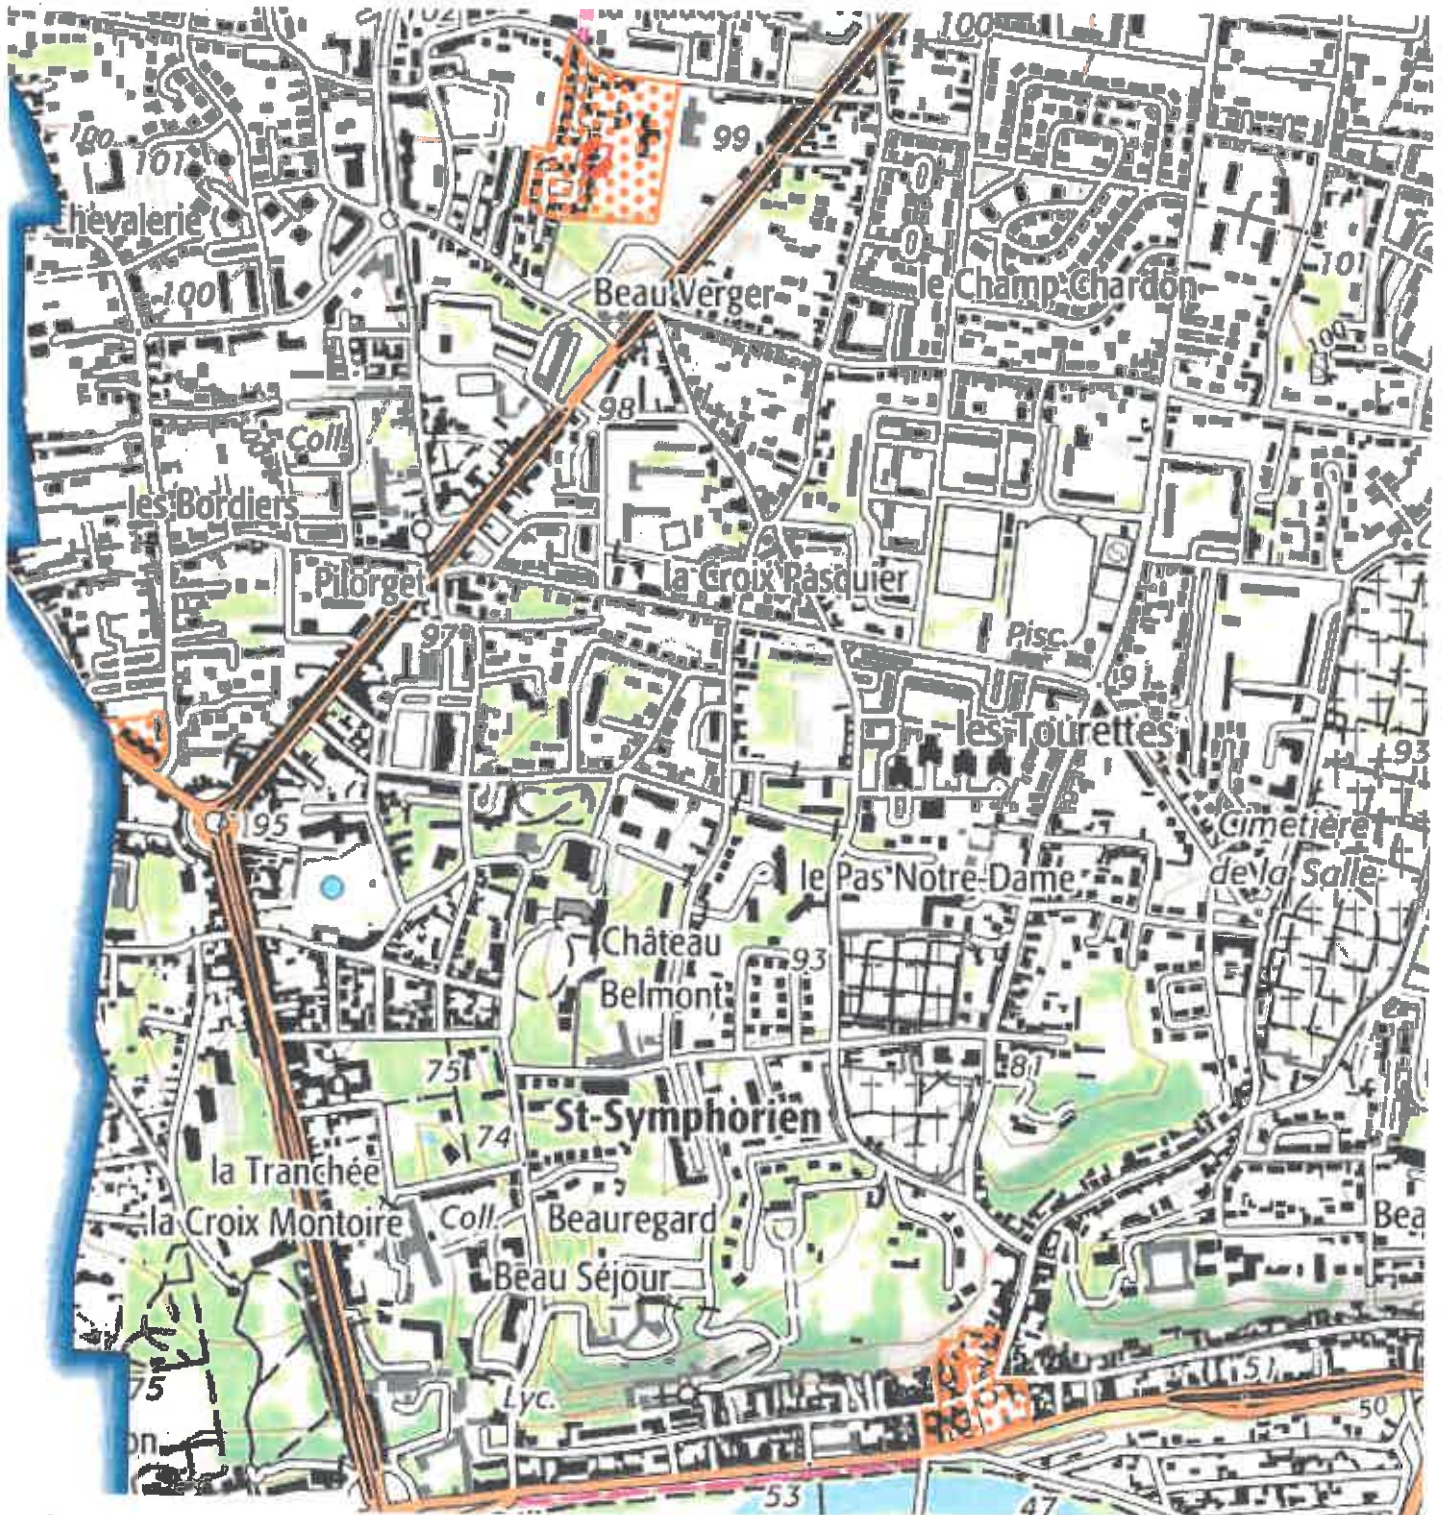 102
100
99
100
101
Chevalerie
101
100
Beau Verger
le Champ Chardon
100
98
Coll.
les Bordiers
Pilorget
la Croix Pasquier
97
Pisc.
91
les Tourettes
93
95
Cimetière
de la Salle
le Pas Notre-Dame
Château
Belmont
93
75
81
St-Symphorien
74
la Tranchée
la Croix Montoire
Coll.
Beauregard
Bea
Beau Séjour
75
51
Lyc.
50
on
53
47